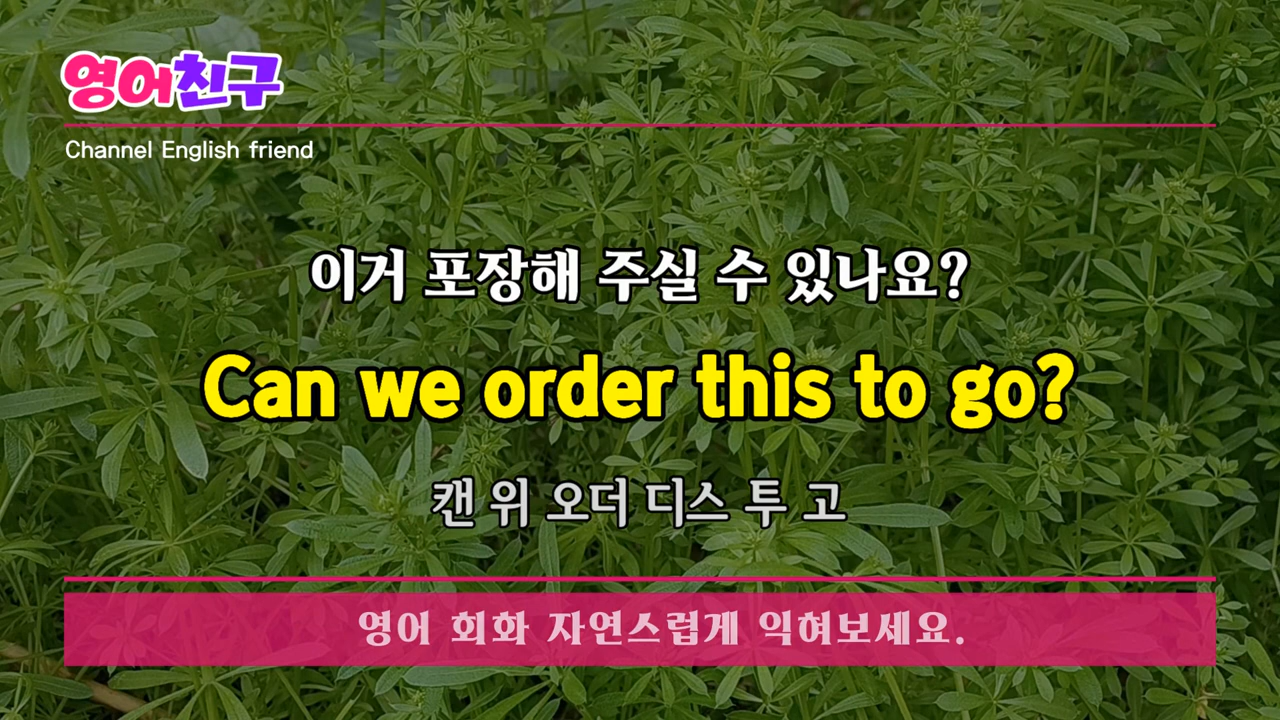 영어친구
Channel English friend
이거 포장해 주실 수 있나요?
Can we order this to go?
캔 위 오더 디스 투 고
영어 회화 자연스럽게 익혀보세요.